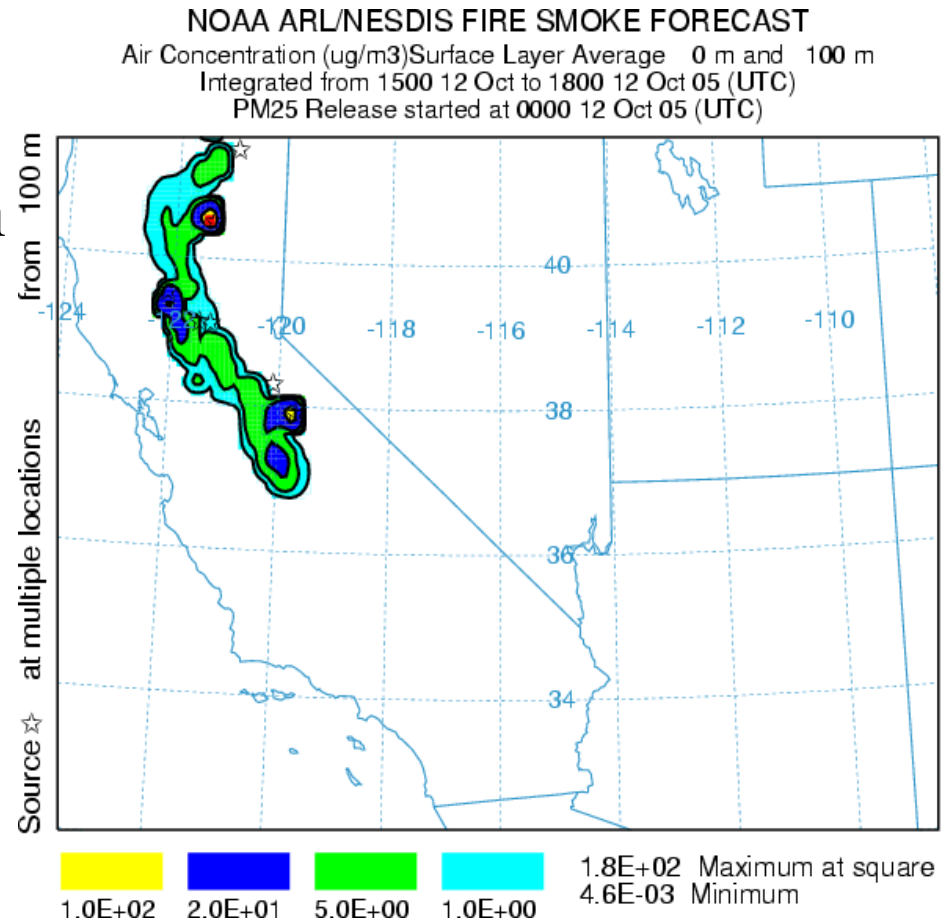 NOAA ARL/NESDIS FIRE SMOKE FORECAST
Air Concentration (ug/m3)Surface Layer Average 0 m and 100 m
Integrated from 1500 12 Oct to 1800 12 Oct 05 (UTC)
PM25 Release started at 0000 12 Oct 05 (UTC)
Source ☆ at multiple locations from 100 m
40
-124
-120
-118
-116
-114
-112
-110
38
36
34
1.0E+02 2.0E+01 5.0E+00 1.0E+00
1.8E+02 Maximum at square
4.6E-03 Minimum